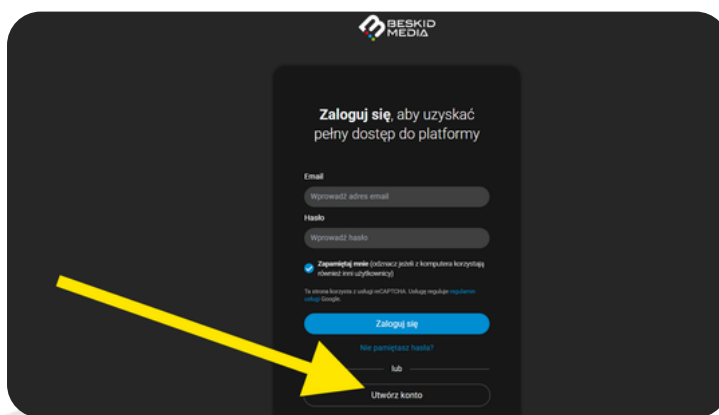 BESKID
MEDIA
Zaloguj się, aby uzyskać
pełny dostęp do platformy
Email
Wprowadź adres email
Hasło
Wprowadź hasło
Zapamiętaj mnie (odznacz jeżeli z komputera korzystają
również inni użytkownicy)
Ta strona korzysta z usługi reCAPTCHA. Usługę reguluje regulamin
usługi Google.
Zaloguj się
Nie pamiętasz hasła?
lub
Utwórz konto